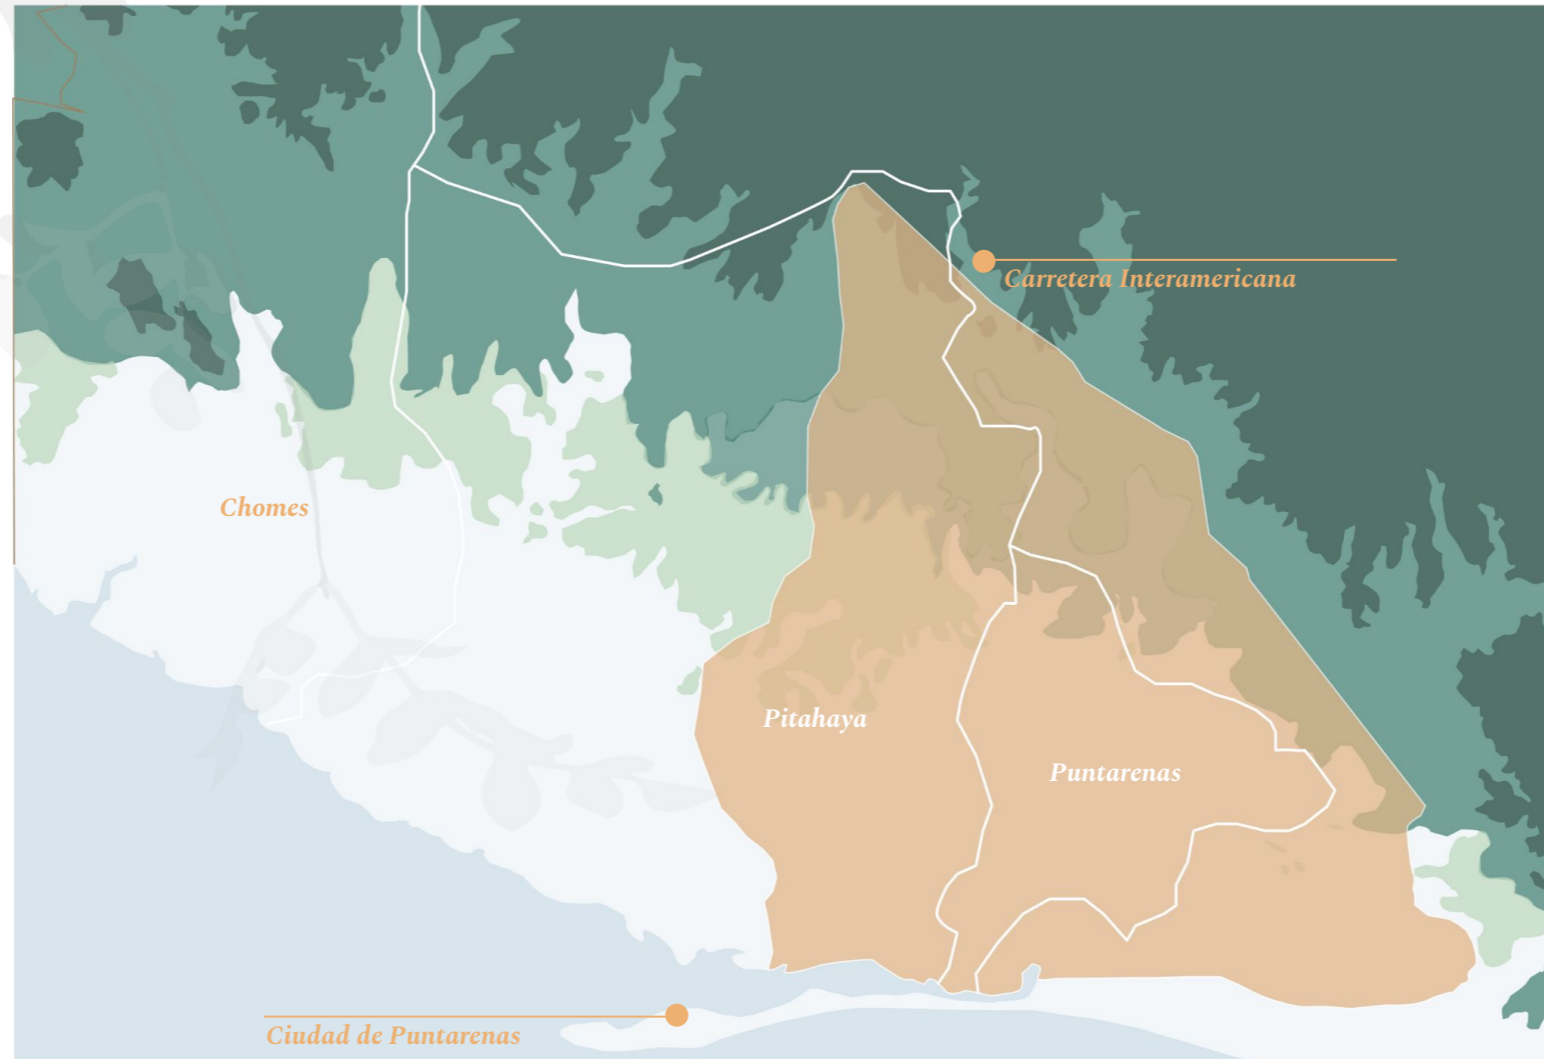 Carretera Interamericana
Chomes
Pitahaya
Puntarenas
Ciudad de Puntarenas